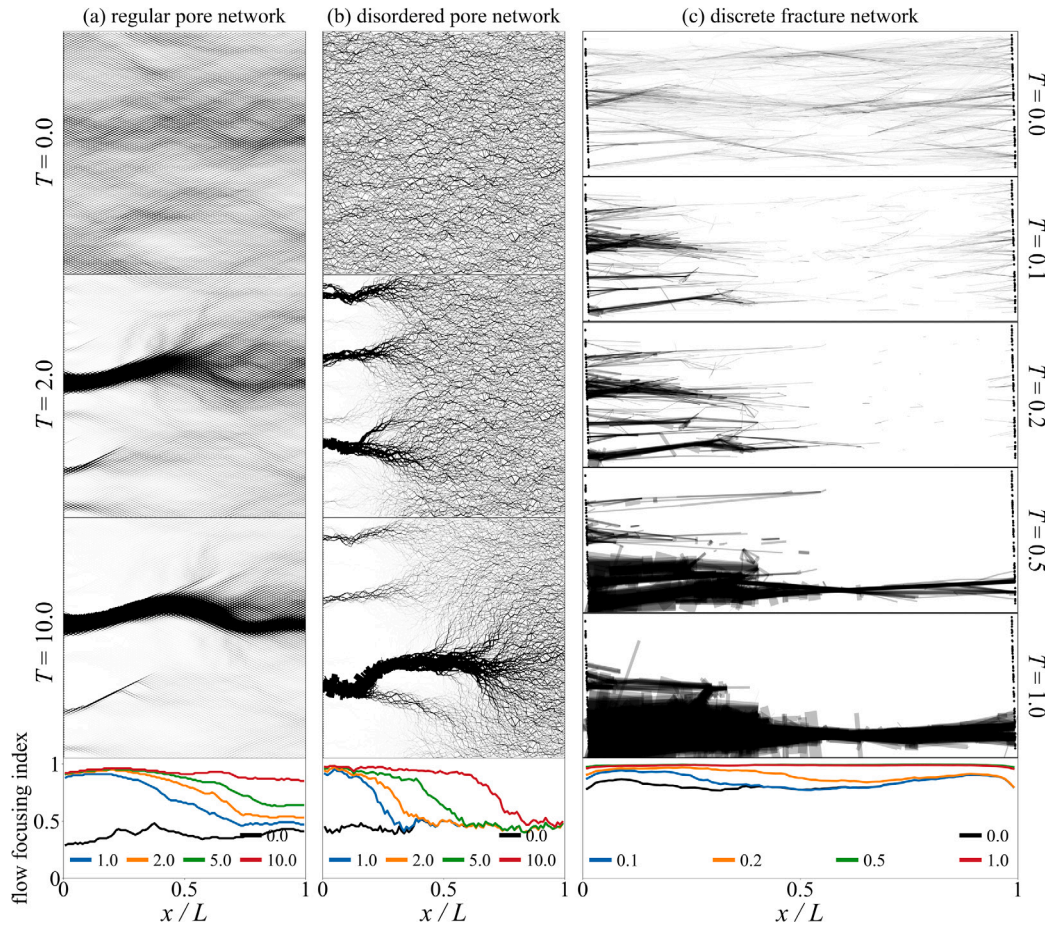 (a) regular pore network
(b) disordered pore network
(c) discrete fracture network
T = 0.0
T = 2.0
T = 10.0
T = 0.0
T = 0.1
T = 0.2
T = 0.5
T = 1.0
flow focusing index
1
0.5
0
0.0
1.0 2.0 5.0 10.0
0.0
1.0 2.0 5.0 10.0
0.0
0.1 0.2 0.5 1.0
0 0.5 1
0 0.5 1
0 0.5 1
x / L
x / L
x / L